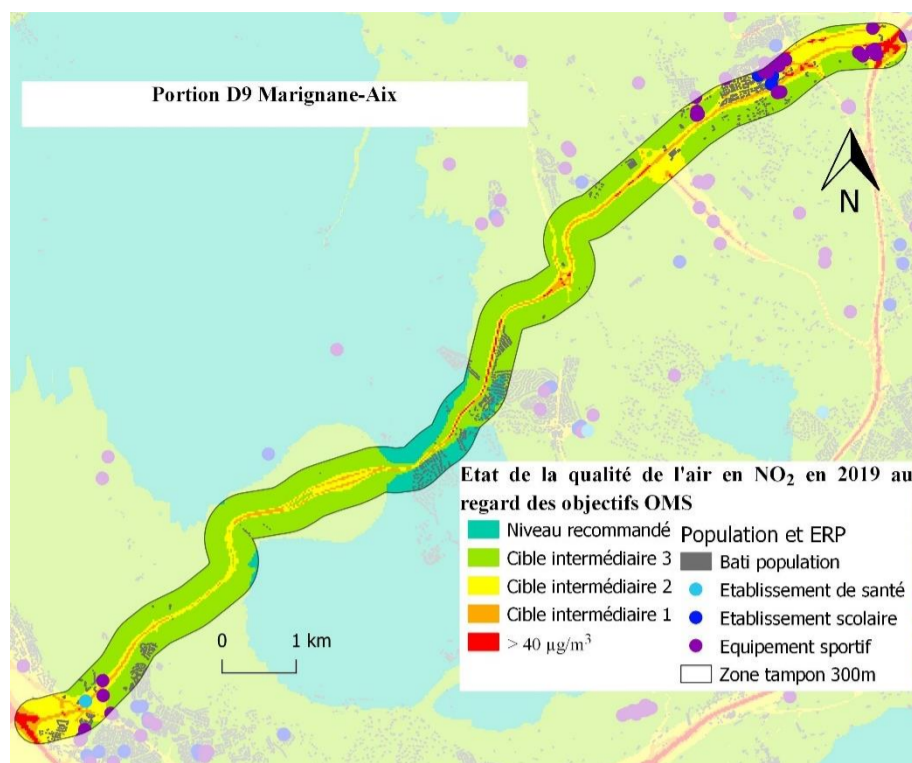 Portion D9 Marignane-Aix
N
0 1 km
Etat de la qualité de l'air en NO₂ en 2019 au
regard des objectifs OMS
Niveau recommandé
Cible intermédiaire 3
Cible intermédiaire 2
Cible intermédiaire 1
> 40 µg/m³
Population et ERP
Bati population
Etablissement de santé
Etablissement scolaire
Equipement sportif
Zone tampon 300m